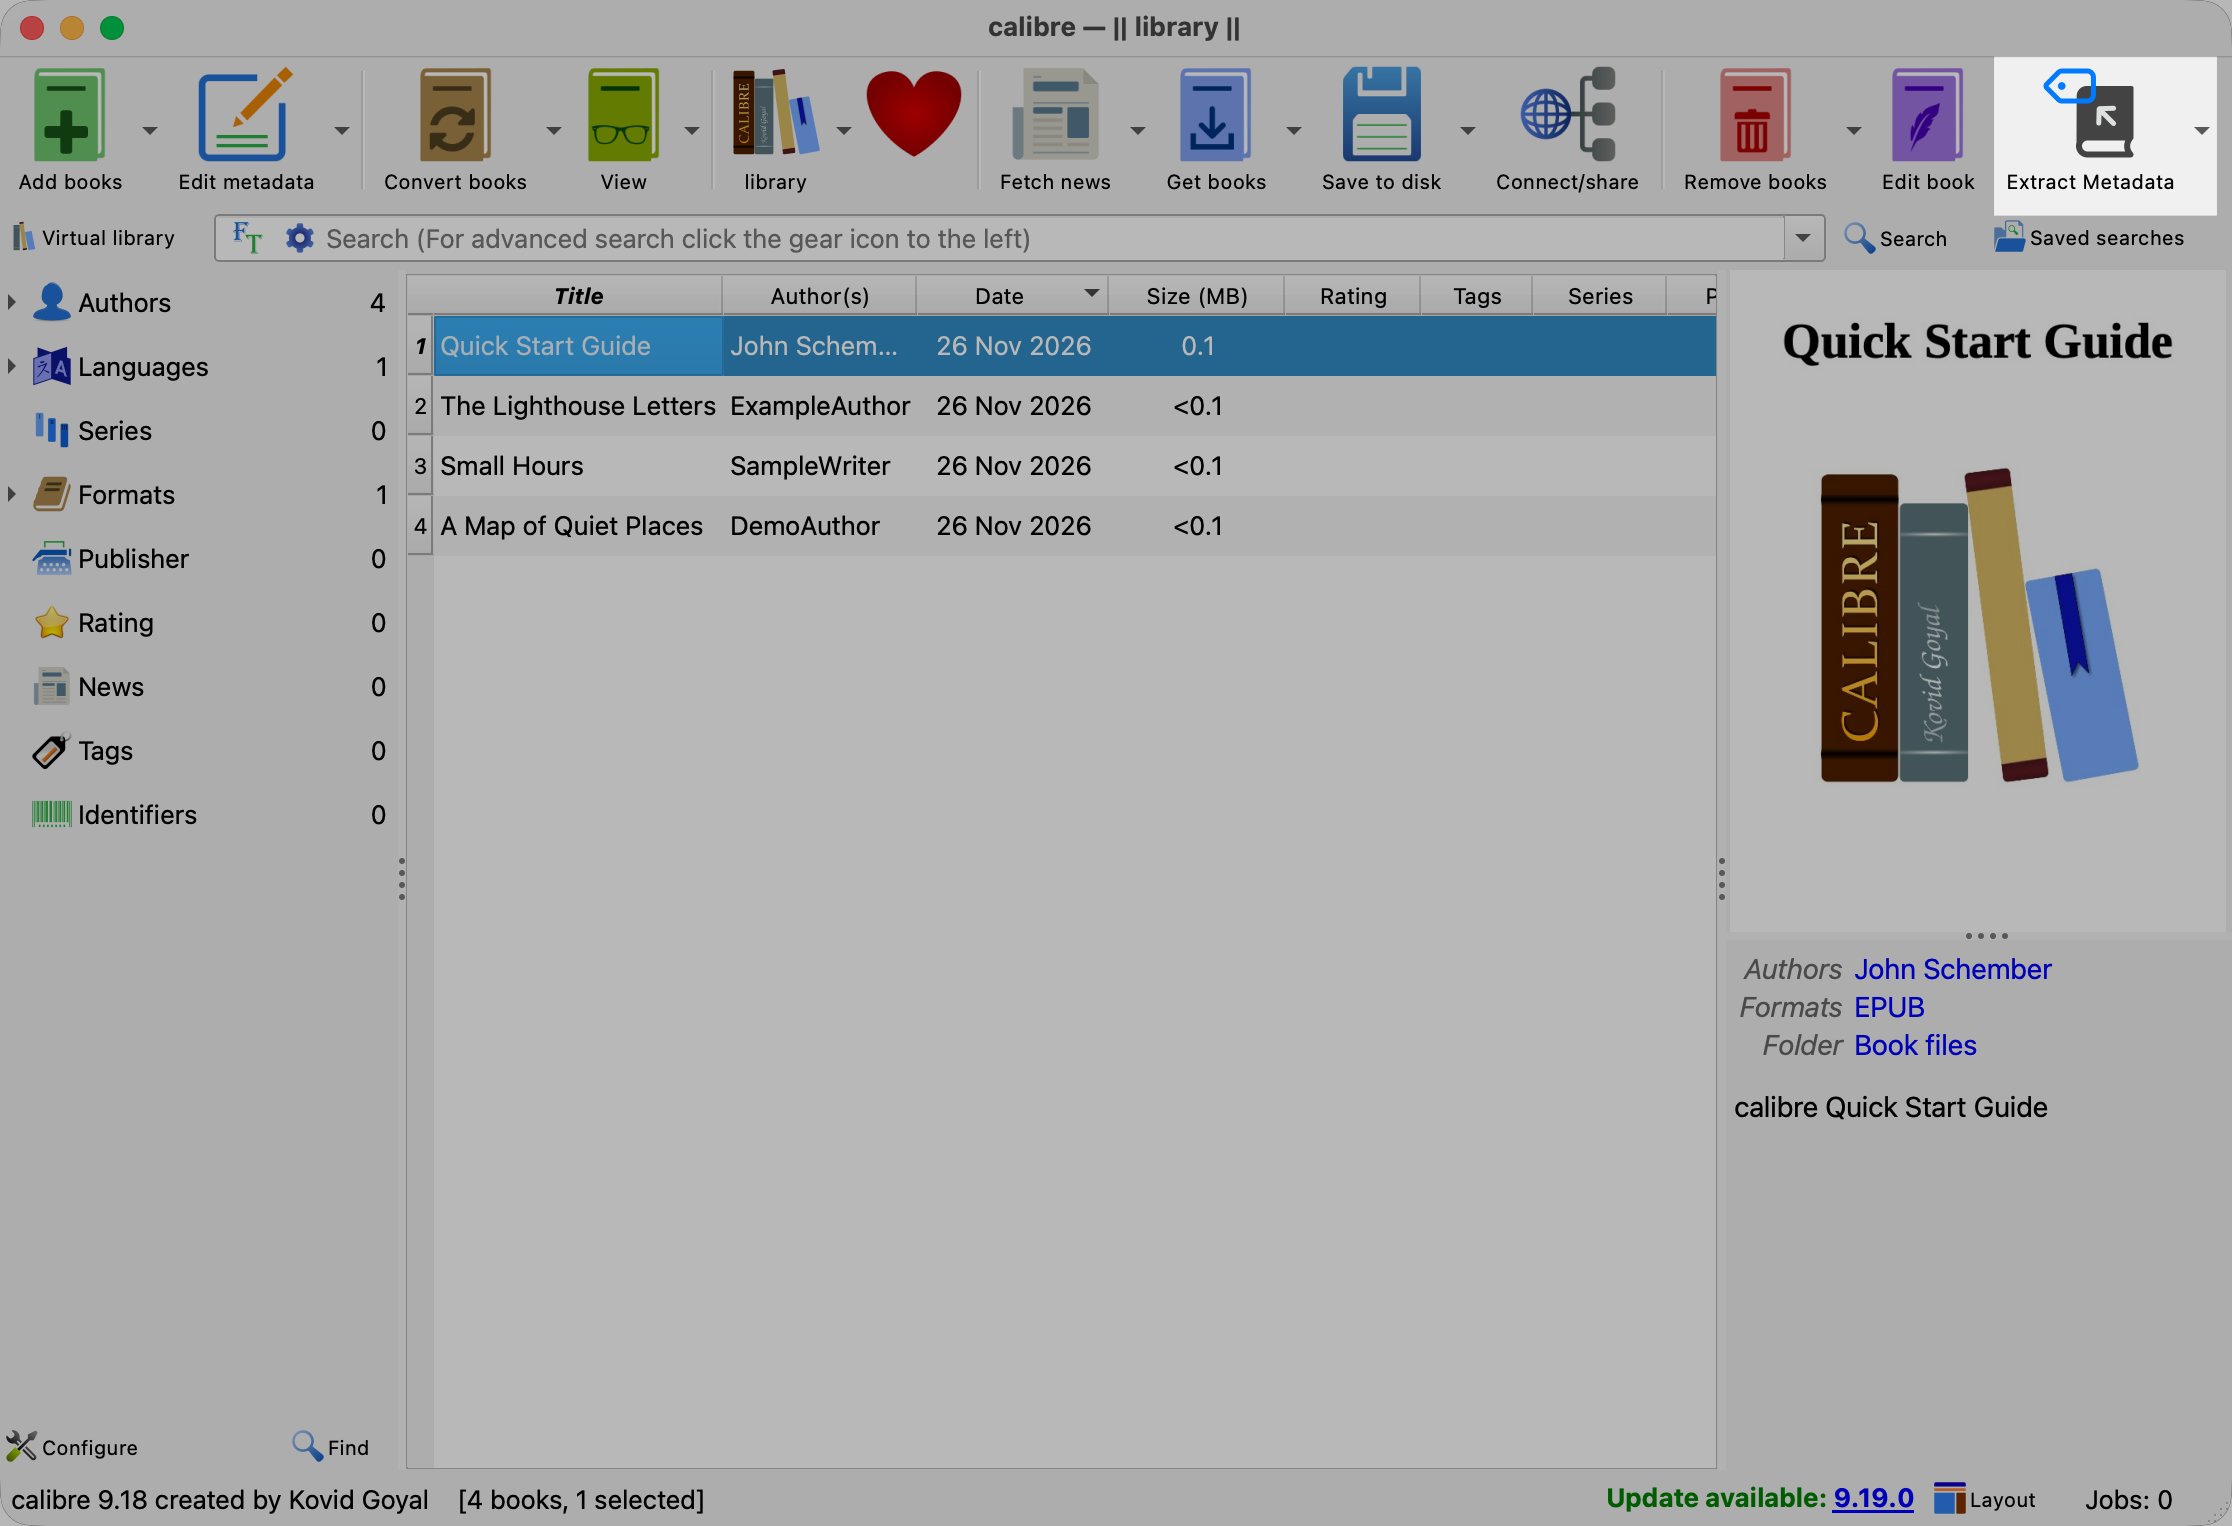 calibre — || library ||
Add books
Edit metadata
Convert books
View
library
Fetch news
Get books
Save to disk
Connect/share
Remove books
Edit book
Extract Metadata
CALIBRE
Kovid Goyal
Virtual library
FT
Search (For advanced search click the gear icon to the left)
Search
Saved searches
Authors 4
Languages 1
Series 0
Formats 1
Publisher 0
Rating 0
News 0
Tags 0
Identifiers 0
Title Author(s) Date Size (MB) Rating Tags Series P
1 Quick Start Guide John Schem... 26 Nov 2026 0.1
2 The Lighthouse Letters ExampleAuthor 26 Nov 2026 <0.1
3 Small Hours SampleWriter 26 Nov 2026 <0.1
4 A Map of Quiet Places DemoAuthor 26 Nov 2026 <0.1
Quick Start Guide
CALIBRE
Kovid Goyal
Authors John Schember
Formats EPUB
Folder Book files
calibre Quick Start Guide
Configure
Find
calibre 9.18 created by Kovid Goyal [4 books, 1 selected]
Update available: 9.19.0
Layout
Jobs: 0